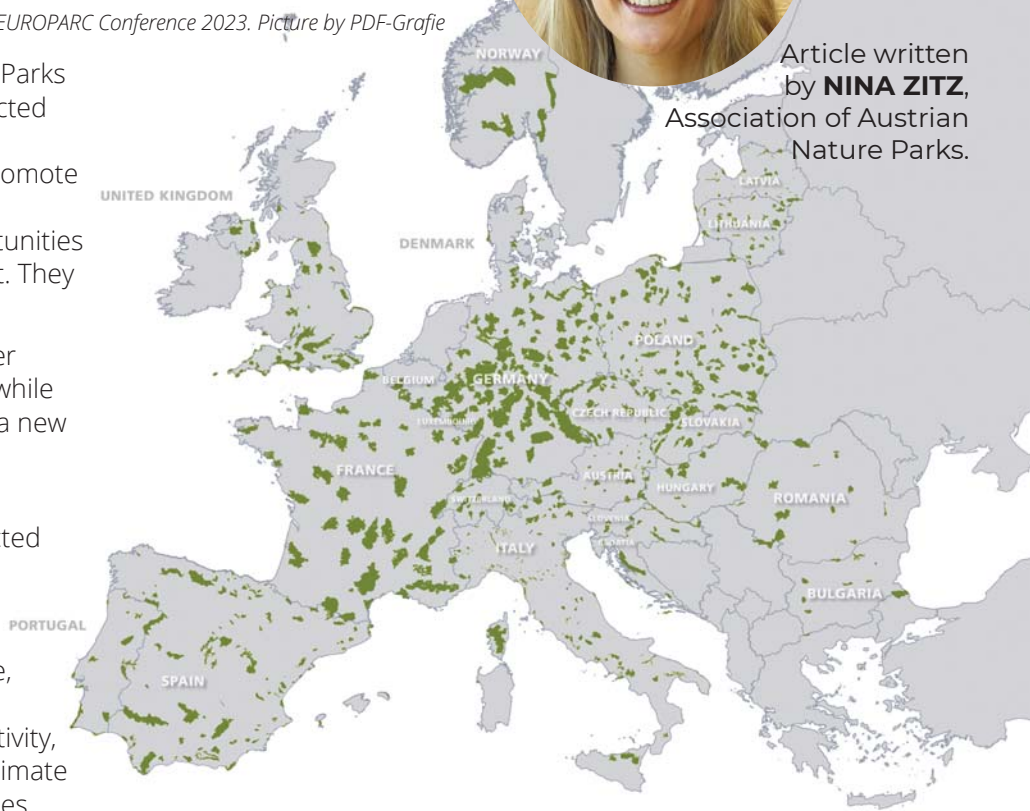 EUROPARC Conference 2023. Picture by PDF-Grafie
Article written
by NINA ZITZ,
Association of Austrian
Nature Parks.
Parks
cted
omote
tunities
t. They
er
while
a new
ted
e,
tivity,
imate
es
NORWAY
UNITED KINGDOM
DENMARK
LATVIA
LITHUANIA
POLAND
BELGIUM
GERMANY
LUXEMBOURG
CZECH REPUBLIC
SLOVAKIA
FRANCE
SWITZERLAND
AUSTRIA
HUNGARY
SLOVENIA
CROATIA
ROMANIA
ITALY
BULGARIA
PORTUGAL
SPAIN